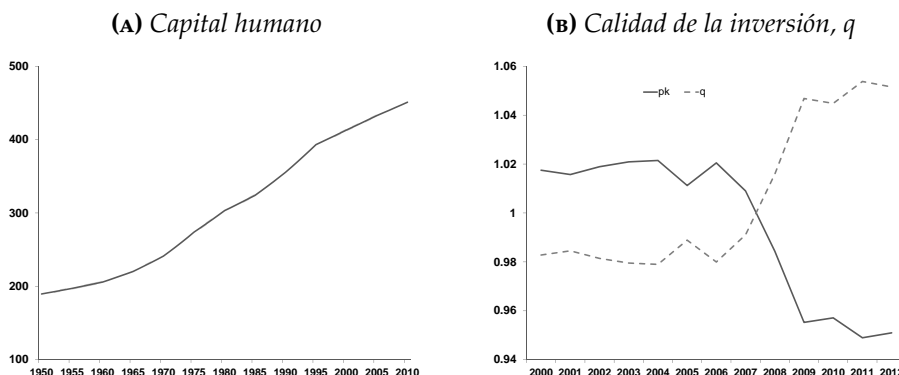 (A) Capital humano
500
400
300
200
100
1950 1955 1960 1965 1970 1975 1980 1985 1990 1995 2000 2005 2010
(B) Calidad de la inversión, q
1.06
pk q
1.04
1.02
1
0.98
0.96
0.94
2000 2001 2002 2003 2004 2005 2006 2007 2008 2009 2010 2011 2012